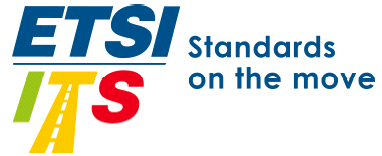 ETSI
ITS
Standards
on the move